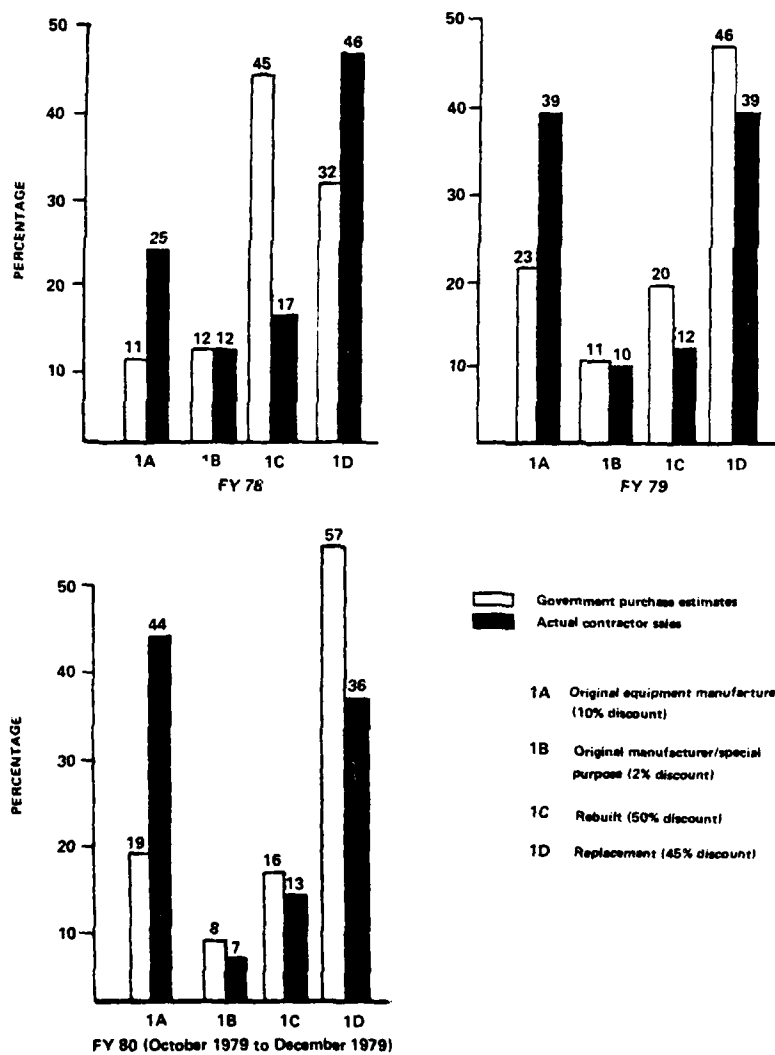 50
40
30
20
10
PERCENTAGE
11
25
12
12
45
17
32
46
1A
1B
1C
1D
FY 78
50
40
30
20
10
23
39
11
10
20
12
46
39
1A
1B
1C
1D
FY 79
50
40
30
20
10
PERCENTAGE
19
44
8
7
16
13
57
36
1A
1B
1C
1D
FY 80 (October 1979 to December 1979)
Government purchase estimates
Actual contractor sales
1A Original equipment manufacture
(10% discount)
1B Original manufacturer/special
purpose (2% discount)
1C Rebuilt (50% discount)
1D Replacement (45% discount)